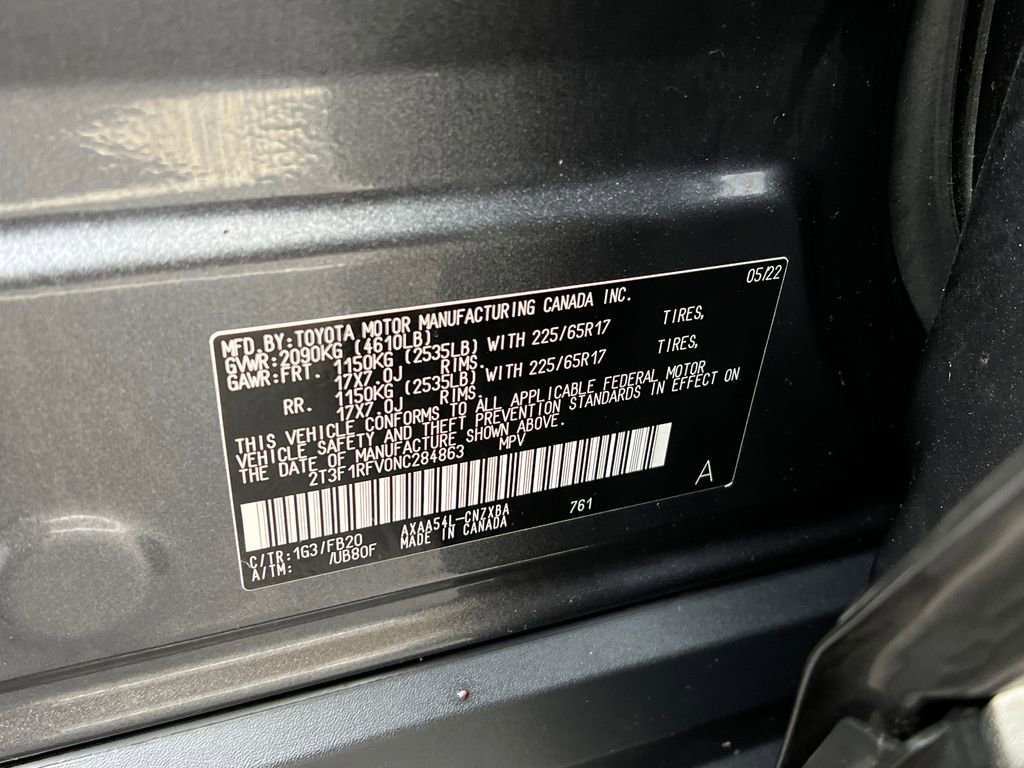 05/22
MFD.BY:TOYOTA MOTOR MANUFACTURING CANADA INC.
GVWR:2090KG (4610LB)
GAWR:FRT. 1150KG (2535LB) WITH 225/65R17 TIRES,
17X7.0J RIMS.
RR. 1150KG (2535LB) WITH 225/65R17 TIRES,
17X7.0J RIMS.
THIS VEHICLE CONFORMS TO ALL APPLICABLE FEDERAL MOTOR
VEHICLE SAFETY AND THEFT PREVENTION STANDARDS IN EFFECT ON
THE DATE OF MANUFACTURE SHOWN ABOVE.
2T3F1RFV0NC284863 MPV
A
C/TR:1G3/FB20 AXAA54L-CNZXBA 761
A/TM: /UB80F MADE IN CANADA